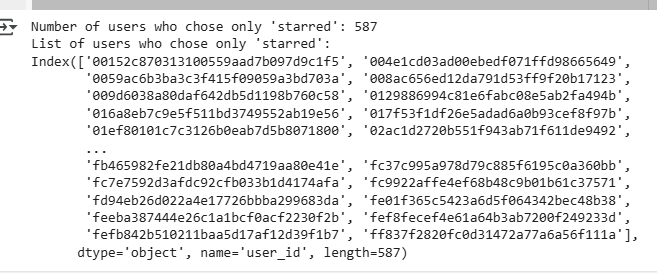 Number of users who chose only 'starred': 587
List of users who chose only 'starred':
Index(['00152c870313100559aad7b097d9c1f5', '004e1cd03ad00ebedf071ffd98665649',
'0059ac6b3ba3c3f415f09059a3bd703a', '008ac656ed12da791d53ff9f20b17123',
'009d6038a80daf642db5d1198b760c58', '0129886994c81e6fabc08e5ab2fa494b',
'016a8eb7c9e5f511bd3749552ab19e56', '017f53f1df26e5adad6a0b93cef8f97b',
'01ef80101c7c3126b0eab7d5b8071800', '02ac1d2720b551f943ab71f611de9492',
...
'fb465982fe21db80a4bd4719aa80e41e', 'fc37c995a978d79c885f6195c0a360bb',
'fc7e7592d3afdc92cfb033b1d4174afa', 'fc9922affe4ef68b48c9b01b61c37571',
'fd94eb26d022a4e17726bbba299683da', 'fe01f365c5423a6d5f064342bec48b38',
'feeba387444e26c1a1bcf0acf2230f2b', 'fef8fecef4e61a64b3ab7200f249233d',
'fefb842b510211baa5d17af12d39f1b7', 'ff837f2820fc0d31472a77a6a56f111a'],
dtype='object', name='user_id', length=587)